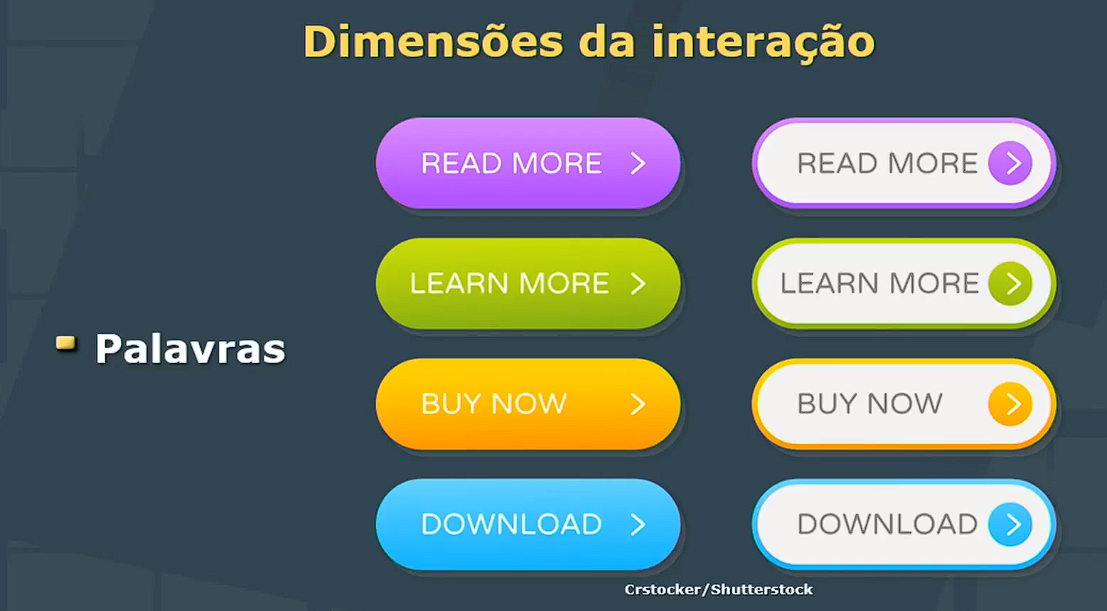 Dimensões da interação
READ MORE
READ MORE
LEARN MORE
LEARN MORE
Palavras
BUY NOW
BUY NOW
DOWNLOAD
DOWNLOAD
Crstocker/Shutterstock